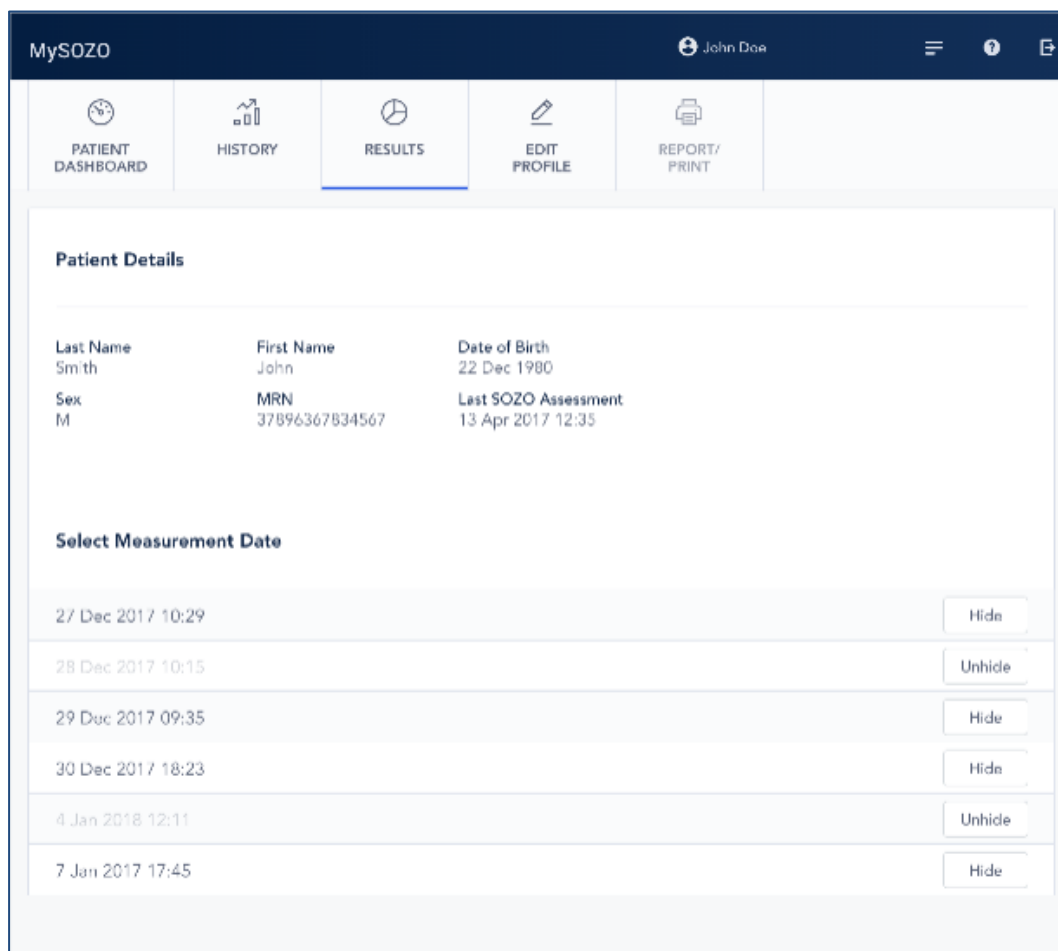 MySOZO
John Doe
PATIENT
DASHBOARD
HISTORY
RESULTS
EDIT
PROFILE
REPORT/
PRINT
Patient Details
Last Name First Name Date of Birth
Smith John 22 Dec 1980
Sex MRN Last SOZO Assessment
M 37896367834567 13 Apr 2017 12:35
Select Measurement Date
27 Dec 2017 10:29 Hide
28 Dec 2017 10:15 Unhide
29 Dec 2017 09:35 Hide
30 Dec 2017 18:23 Hide
4 Jan 2018 12:11 Unhide
7 Jan 2017 17:45 Hide